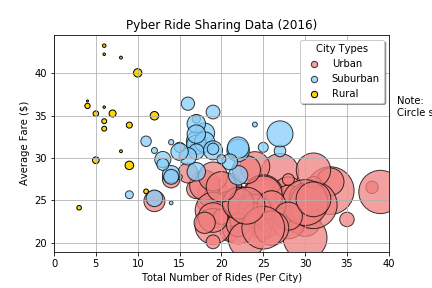 Pyber Ride Sharing Data (2016)
City Types
Urban
Suburban
Rural
Note:
Circle s
Average Fare ($)
40
35
30
25
20
0
5
10
15
20
25
30
35
40
Total Number of Rides (Per City)